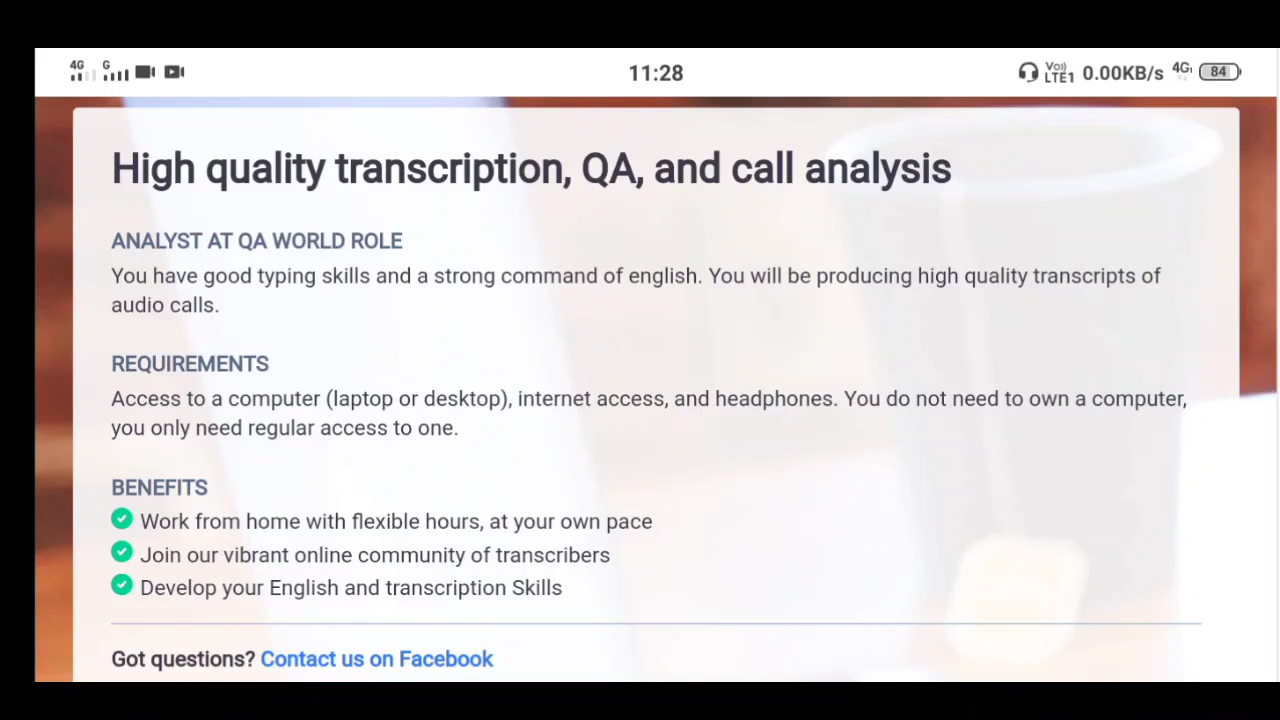 4G G 11:28 Vo) LTE1 0.00KB/s 4G 84
High quality transcription, QA, and call analysis
ANALYST AT QA WORLD ROLE
You have good typing skills and a strong command of english. You will be producing high quality transcripts of
audio calls.
REQUIREMENTS
Access to a computer (laptop or desktop), internet access, and headphones. You do not need to own a computer,
you only need regular access to one.
BENEFITS
Work from home with flexible hours, at your own pace
Join our vibrant online community of transcribers
Develop your English and transcription Skills
Got questions? Contact us on Facebook